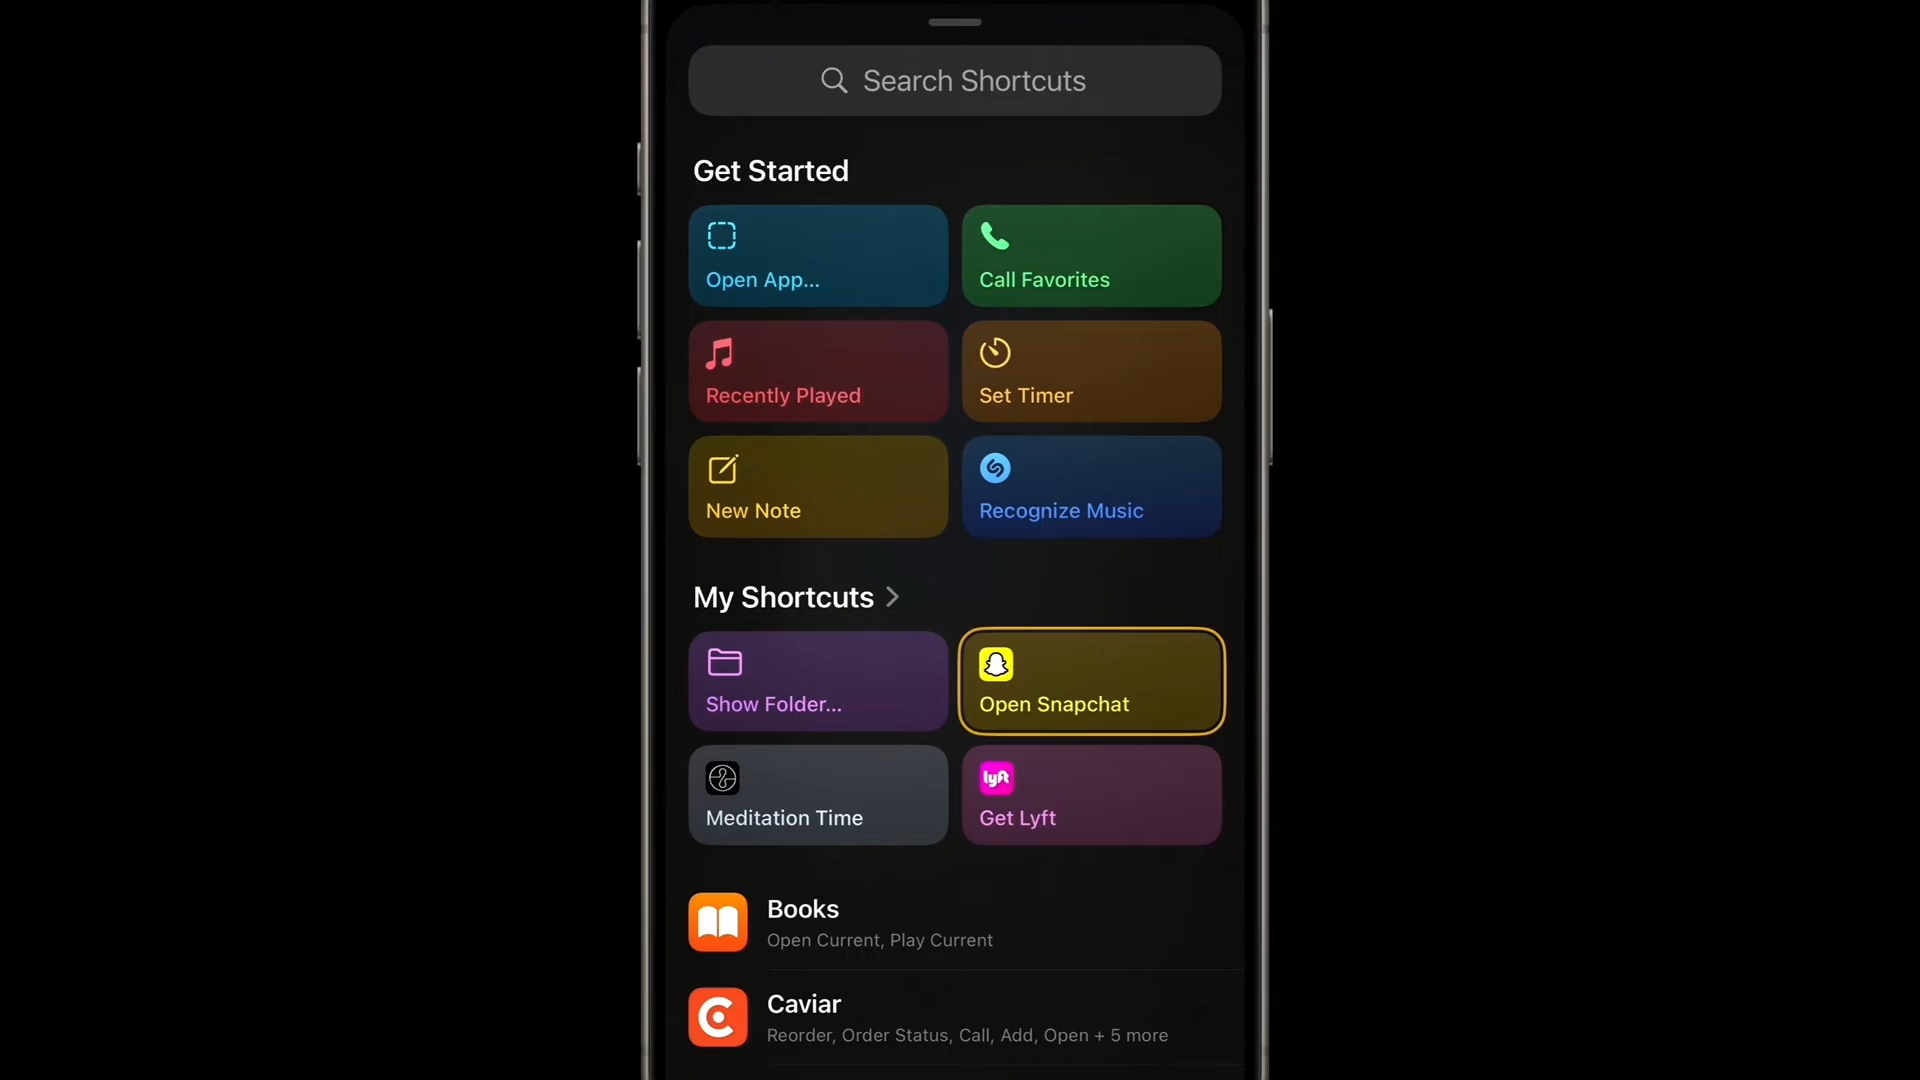 Search Shortcuts
Get Started
Open App...
Call Favorites
Recently Played
Set Timer
New Note
Recognize Music
My Shortcuts
Show Folder...
Open Snapchat
Meditation Time
lyft
Get Lyft
Books
Open Current, Play Current
Caviar
Reorder, Order Status, Call, Add, Open + 5 more